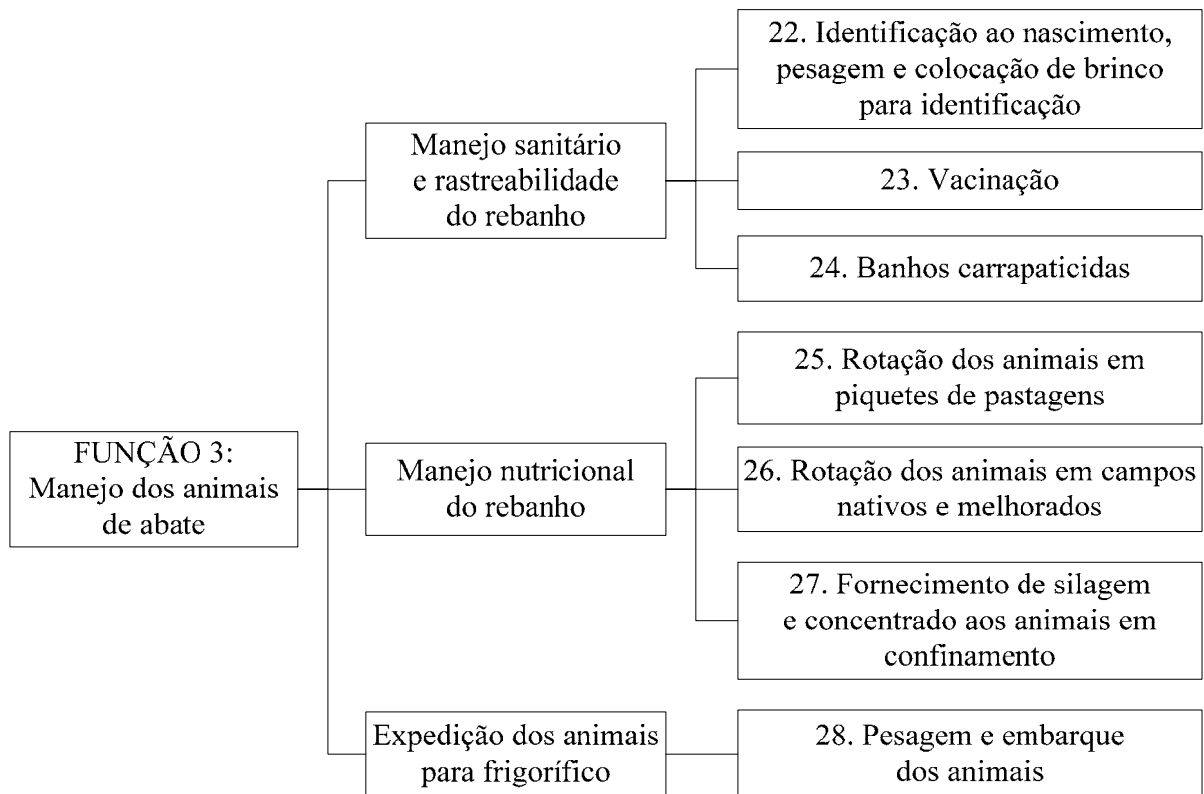 22. Identificação ao nascimento,
pesagem e colocação de brinco
para identificação
Manejo sanitário
e rastreabilidade
do rebanho
23. Vacinação
24. Banhos carrapaticidas
25. Rotação dos animais em
piquetes de pastagens
FUNÇÃO 3:
Manejo dos animais
de abate
Manejo nutricional
do rebanho
26. Rotação dos animais em campos
nativos e melhorados
27. Fornecimento de silagem
e concentrado aos animais em
confinamento
Expedição dos animais
para frigorífico
28. Pesagem e embarque
dos animais